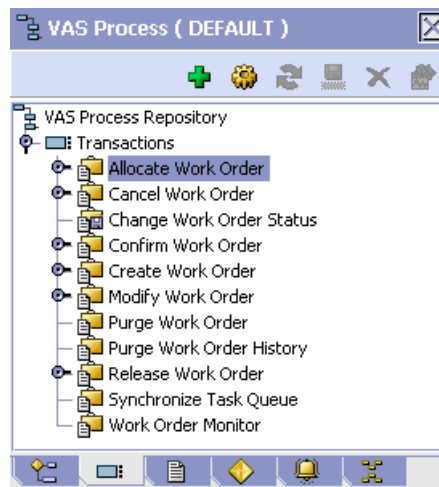 VAS Process ( DEFAULT )
VAS Process Repository
Transactions
Allocate Work Order
Cancel Work Order
Change Work Order Status
Confirm Work Order
Create Work Order
Modify Work Order
Purge Work Order
Purge Work Order History
Release Work Order
Synchronize Task Queue
Work Order Monitor